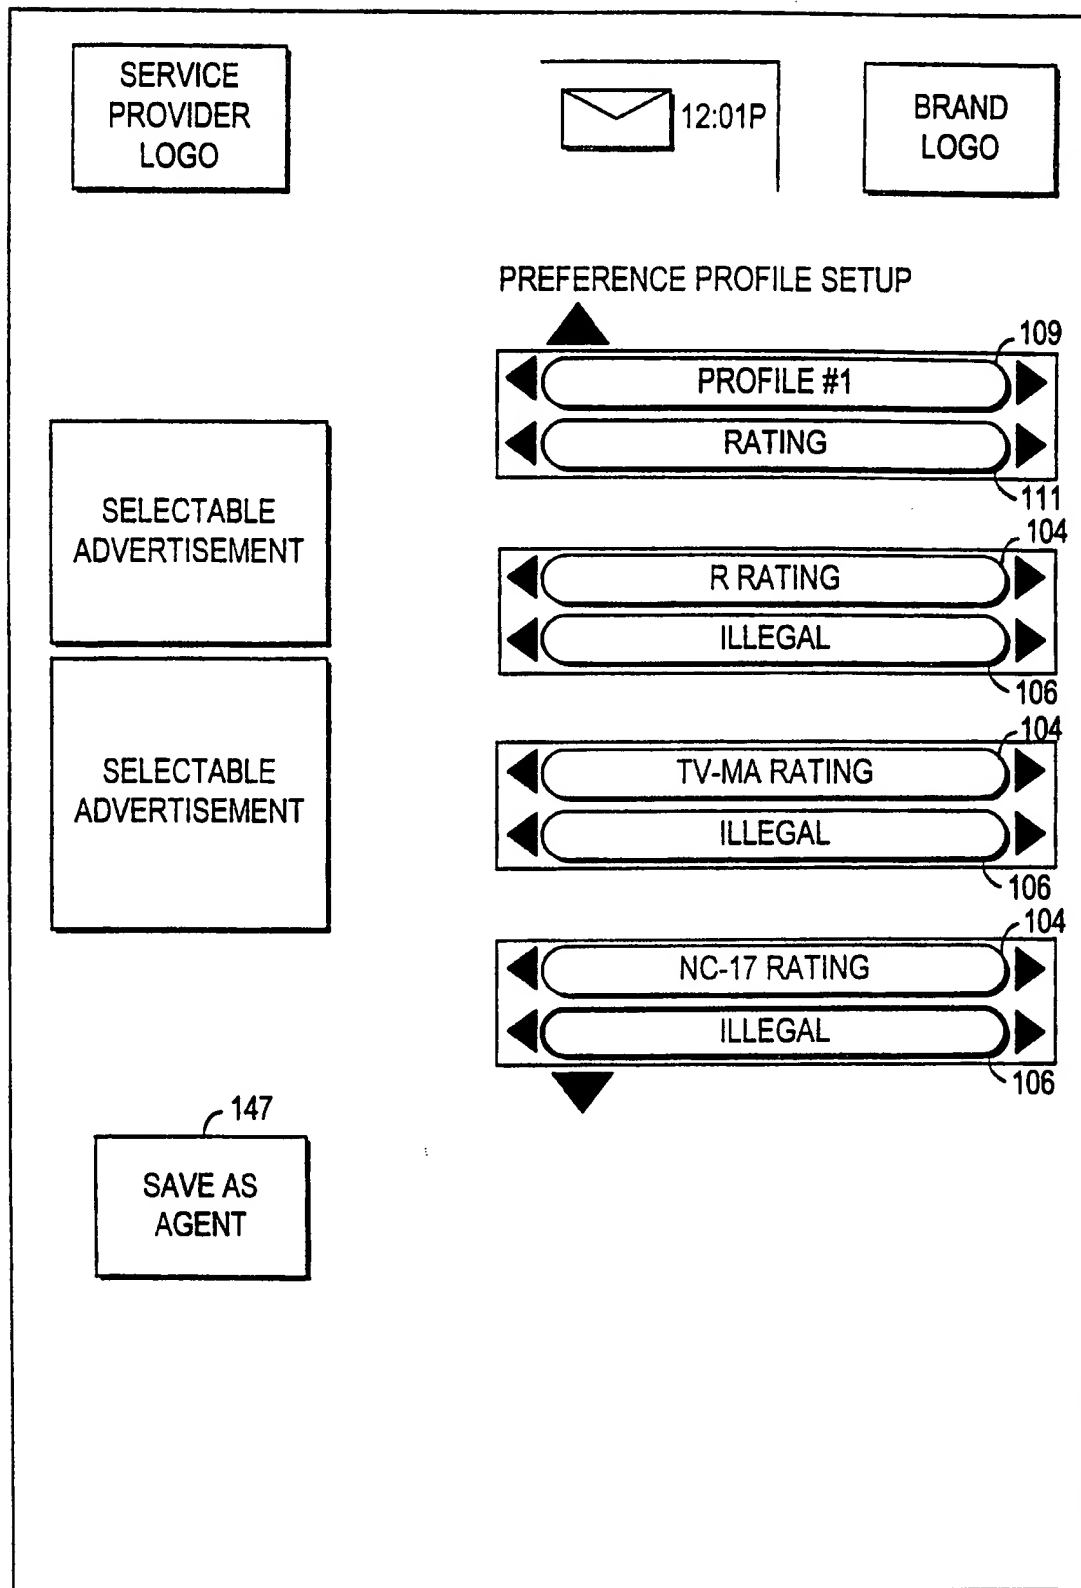 SERVICE
PROVIDER
LOGO
12:01P
BRAND
LOGO
PREFERENCE PROFILE SETUP
109
PROFILE #1
RATING
111
SELECTABLE
ADVERTISEMENT
104
R RATING
ILLEGAL
106
SELECTABLE
ADVERTISEMENT
104
TV-MA RATING
ILLEGAL
106
104
NC-17 RATING
ILLEGAL
106
147
SAVE AS
AGENT